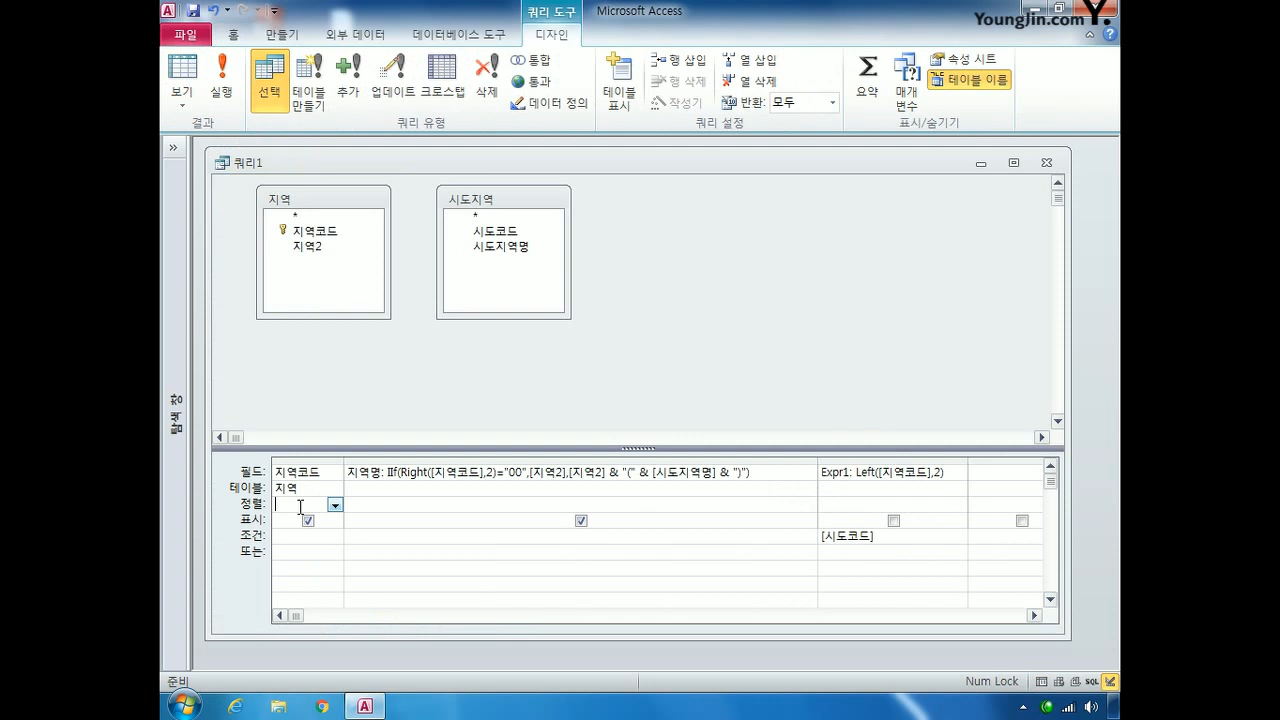 쿼리 도구
Microsoft Access
YoungJin.com Y.
파일 홈 만들기 외부 데이터 데이터베이스 도구 디자인
보기 실행 선택 테이블 만들기 추가 업데이트 크로스탭 삭제
통합
통과
데이터 정의
테이블 표시
행 삽입
행 삭제
작성기
열 삽입
열 삭제
반환: 모두
요약 매개 변수
속성 시트
테이블 이름
결과 쿼리 유형 쿼리 설정 표시/숨기기
쿼리1
지역
*
지역코드
지역2
시도지역
*
시도코드
시도지역명
탐색 창
필드: 지역코드 지역명: IIf(Right([지역코드],2)="00",[지역2],[지역2] & "(" & [시도지역명] & ")") Expr1: Left([지역코드],2)
테이블: 지역
정렬:
표시:
조건: [시도코드]
또는:
준비
Num Lock
SQL